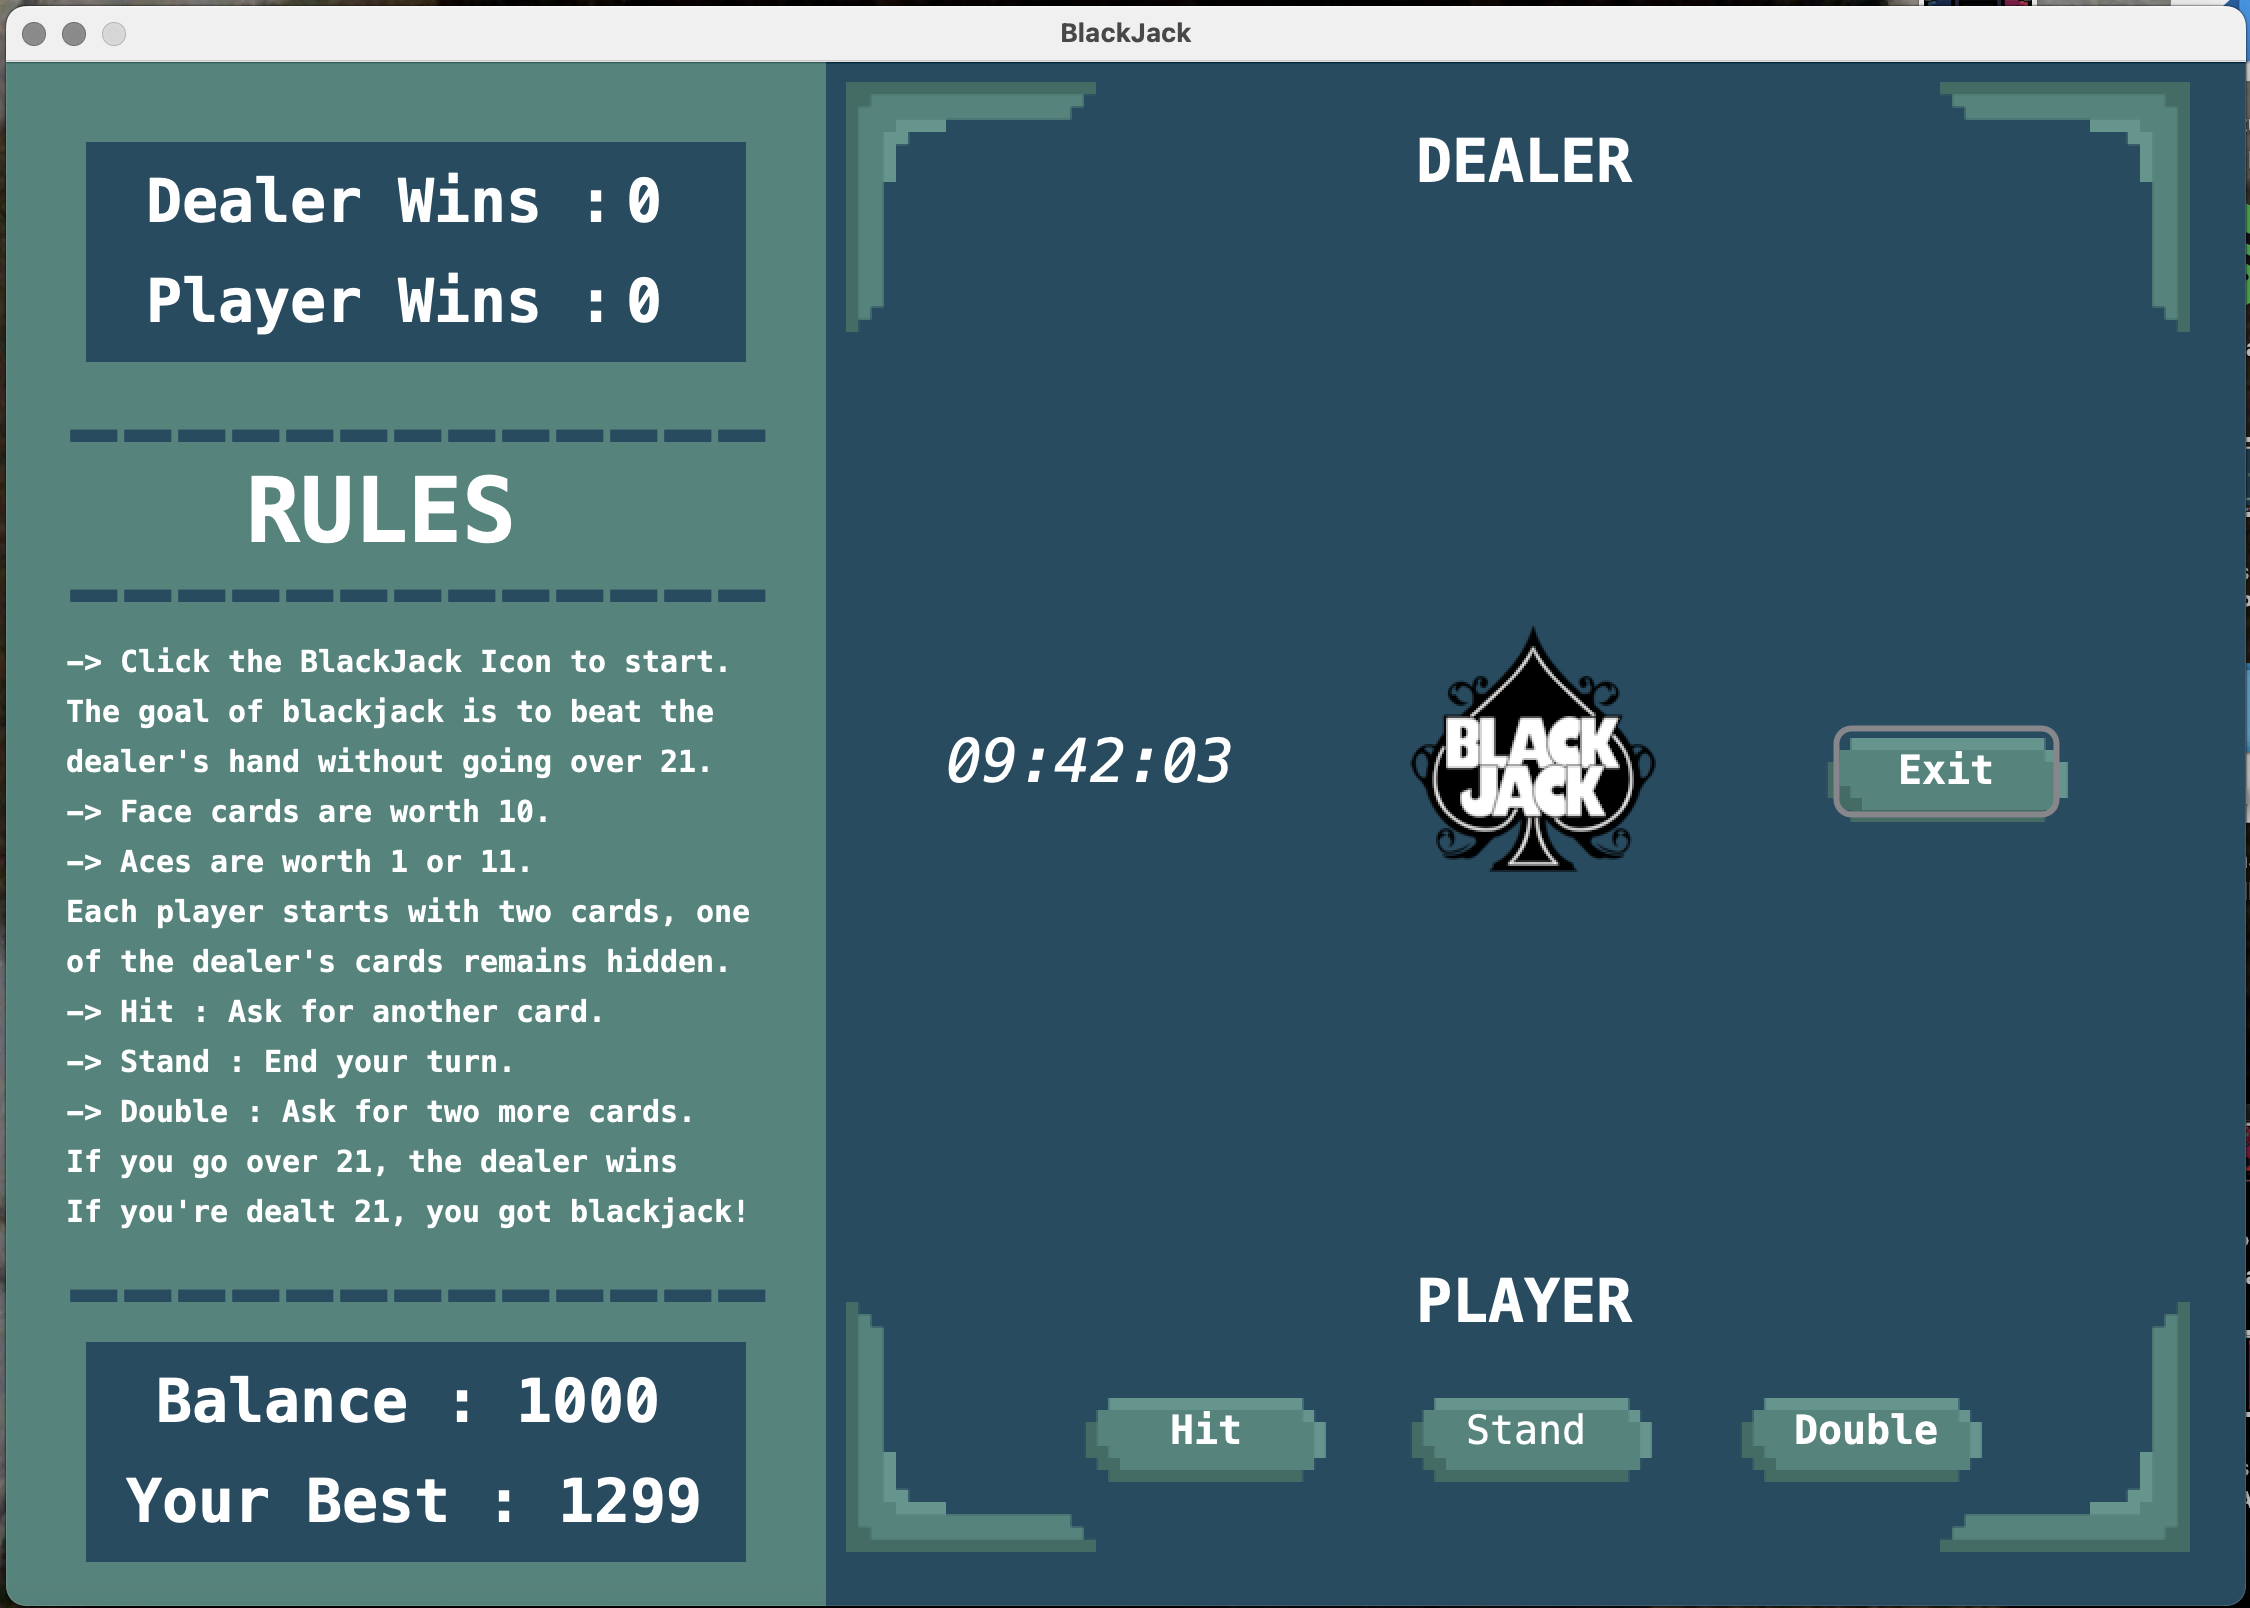 BlackJack
Dealer Wins : 0
Player Wins : 0
RULES
–> Click the BlackJack Icon to start.
The goal of blackjack is to beat the
dealer's hand without going over 21.
–> Face cards are worth 10.
–> Aces are worth 1 or 11.
Each player starts with two cards, one
of the dealer's cards remains hidden.
–> Hit : Ask for another card.
–> Stand : End your turn.
–> Double : Ask for two more cards.
If you go over 21, the dealer wins
If you're dealt 21, you got blackjack!
Balance : 1000
Your Best : 1299
DEALER
09:42:03
BLACK
JACK
Exit
PLAYER
Hit
Stand
Double